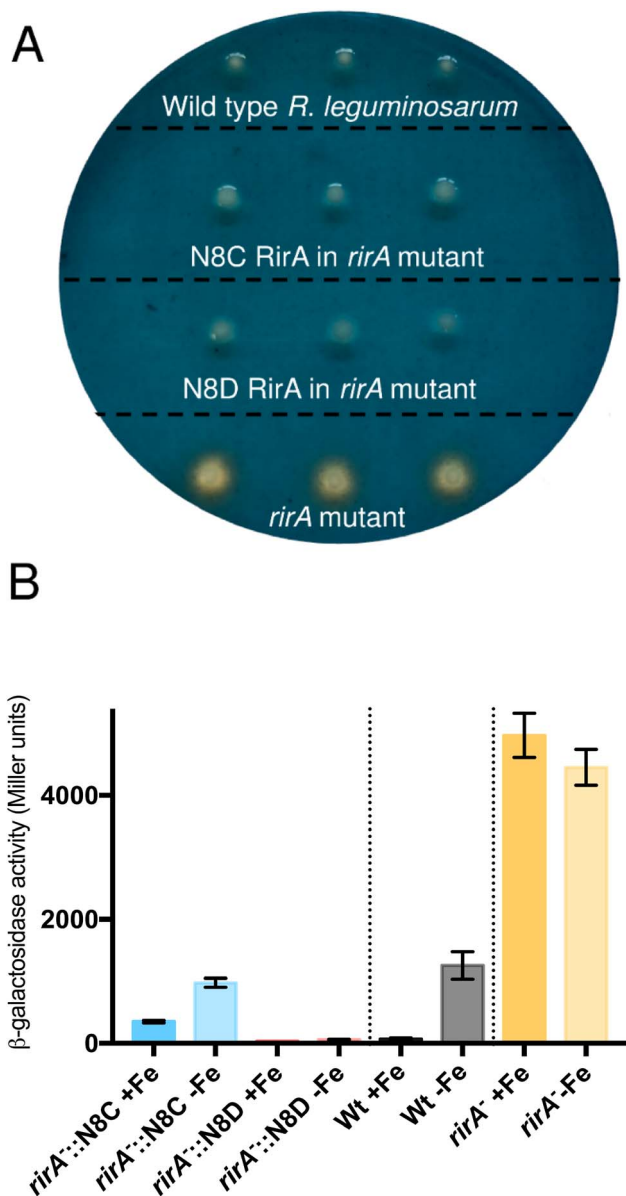 A
Wild type R. leguminosarum
N8C RirA in rirA mutant
N8D RirA in rirA mutant
rirA mutant
B
β-galactosidase activity (Miller units)
4000
2000
0
rirA-::N8C +Fe
rirA-::N8C -Fe
rirA-::N8D +Fe
rirA-::N8D -Fe
Wt +Fe
Wt -Fe
rirA- +Fe
rirA-Fe